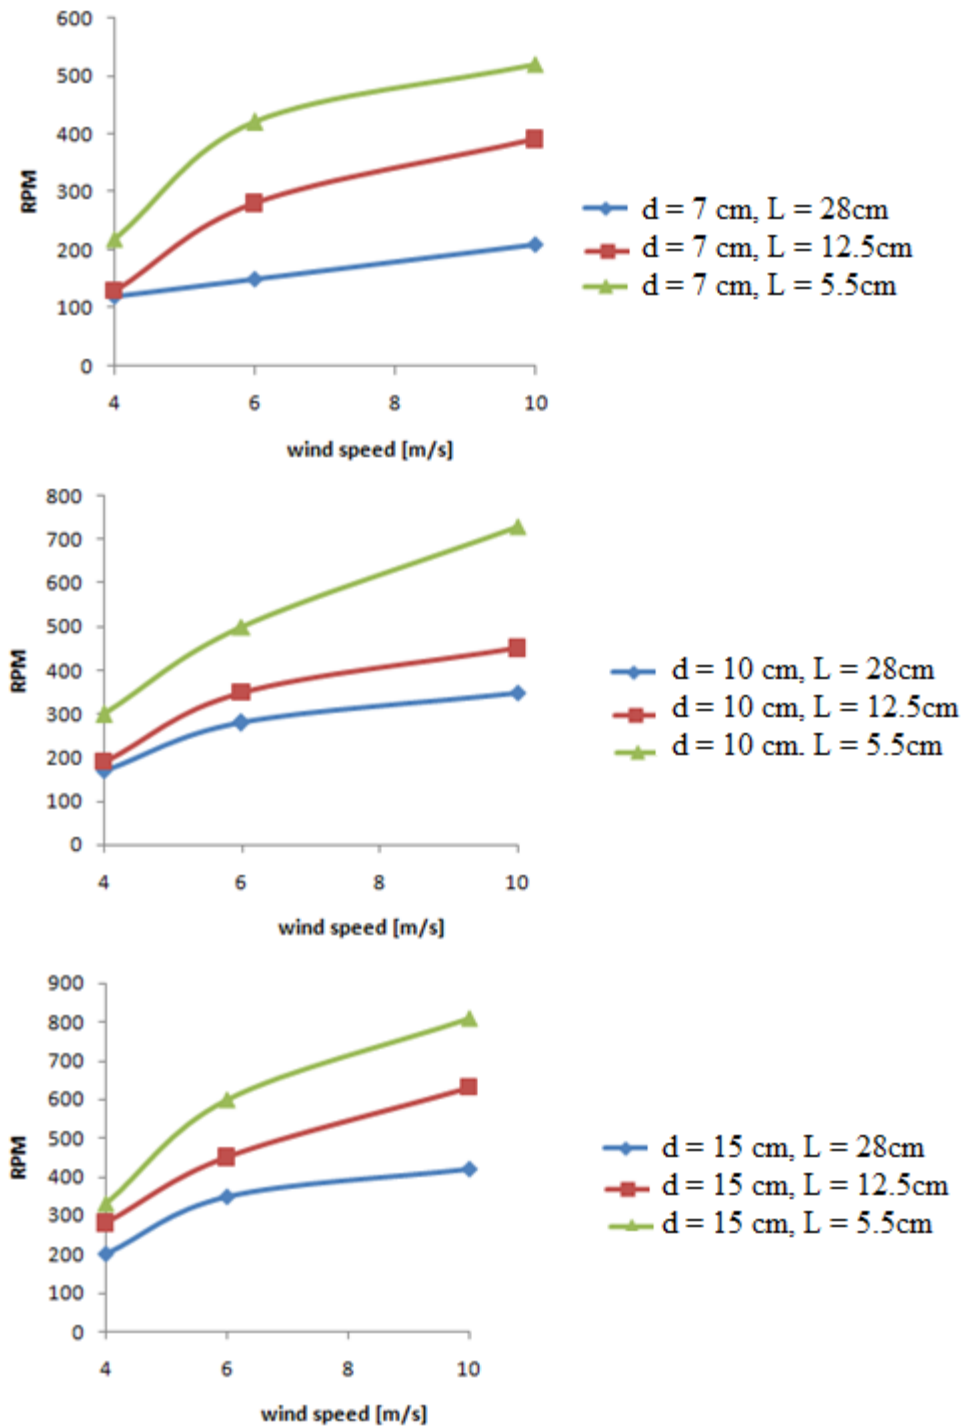 600
500
400
300
200
100
0
RPM
4 6 8 10
wind speed [m/s]
d = 7 cm, L = 28cm
d = 7 cm, L = 12.5cm
d = 7 cm, L = 5.5cm
800
700
600
500
400
300
200
100
0
RPM
4 6 8 10
wind speed [m/s]
d = 10 cm, L = 28cm
d = 10 cm, L = 12.5cm
d = 10 cm. L = 5.5cm
900
800
700
600
500
400
300
200
100
0
RPM
4 6 8 10
wind speed [m/s]
d = 15 cm, L = 28cm
d = 15 cm, L = 12.5cm
d = 15 cm, L = 5.5cm